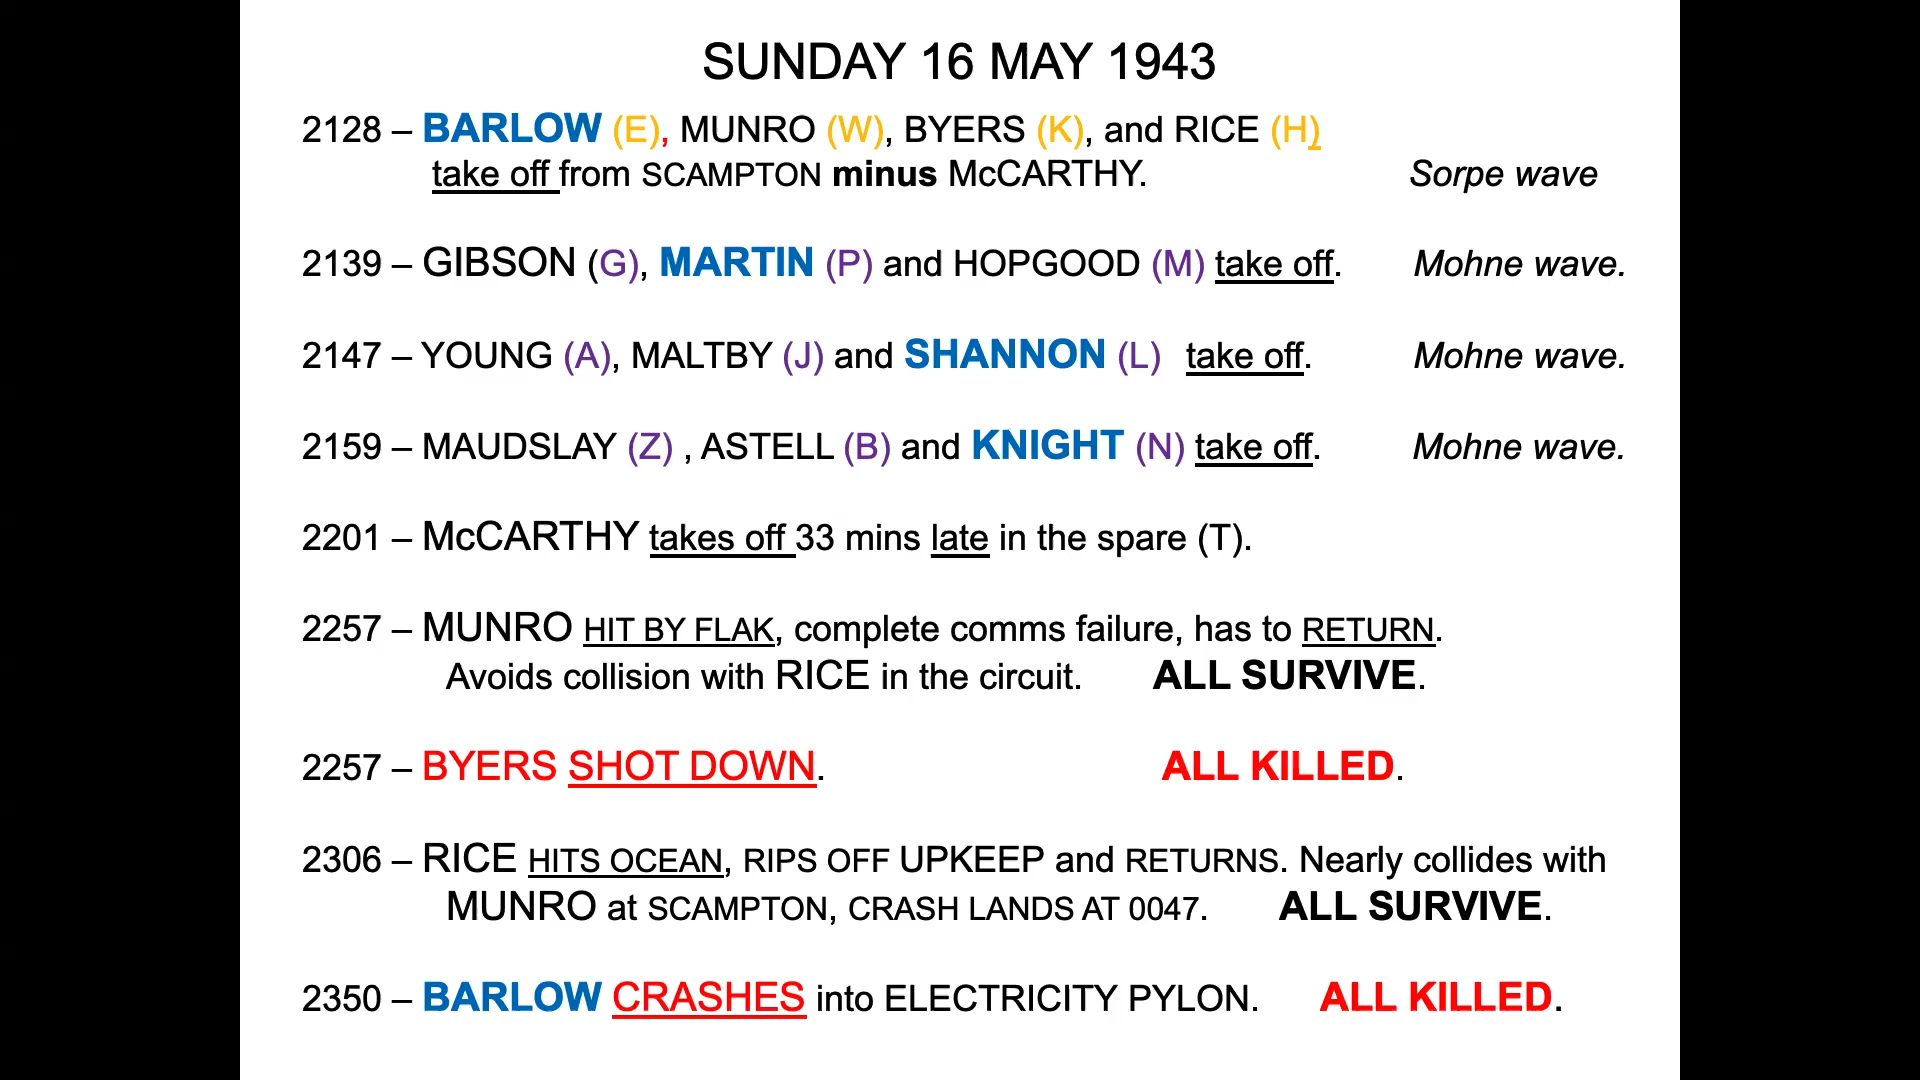 SUNDAY 16 MAY 1943
2128 – BARLOW (E), MUNRO (W), BYERS (K), and RICE (H)
take off from SCAMPTON minus McCARTHY. Sorpe wave
2139 – GIBSON (G), MARTIN (P) and HOPGOOD (M) take off. Mohne wave.
2147 – YOUNG (A), MALTBY (J) and SHANNON (L) take off. Mohne wave.
2159 – MAUDSLAY (Z) , ASTELL (B) and KNIGHT (N) take off. Mohne wave.
2201 – McCARTHY takes off 33 mins late in the spare (T).
2257 – MUNRO HIT BY FLAK, complete comms failure, has to RETURN.
Avoids collision with RICE in the circuit. ALL SURVIVE.
2257 – BYERS SHOT DOWN. ALL KILLED.
2306 – RICE HITS OCEAN, RIPS OFF UPKEEP and RETURNS. Nearly collides with
MUNRO at SCAMPTON, CRASH LANDS AT 0047. ALL SURVIVE.
2350 – BARLOW CRASHES into ELECTRICITY PYLON. ALL KILLED.